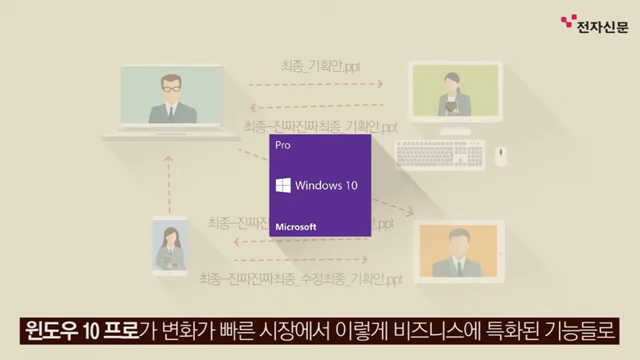 전자신문
최종_기획안.ppt
최종-진짜진짜최종_기획안.ppt
Pro
Windows 10
Microsoft
최종-진짜진
안.ppt
최종-진짜진짜최종_수정최종_기획안.ppt
윈도우 10 프로가 변화가 빠른 시장에서 이렇게 비즈니스에 특화된 기능들로